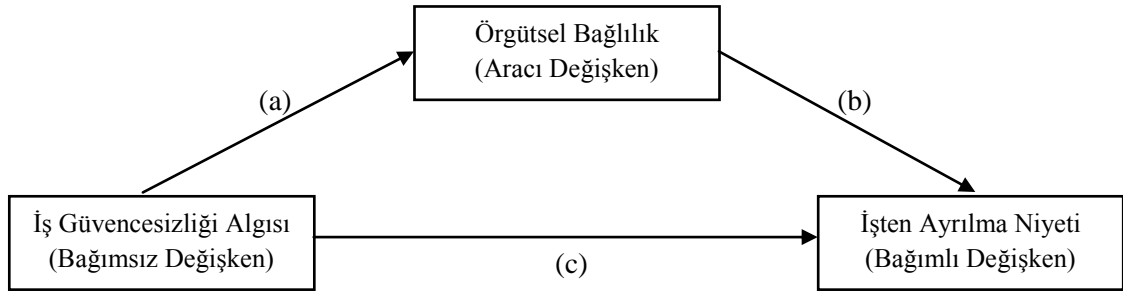 Örgütsel Bağlılık
(Aracı Değişken)
(a)
(b)
İş Güvencesizliği Algısı
(Bağımsız Değişken)
(c)
İşten Ayrılma Niyeti
(Bağımlı Değişken)